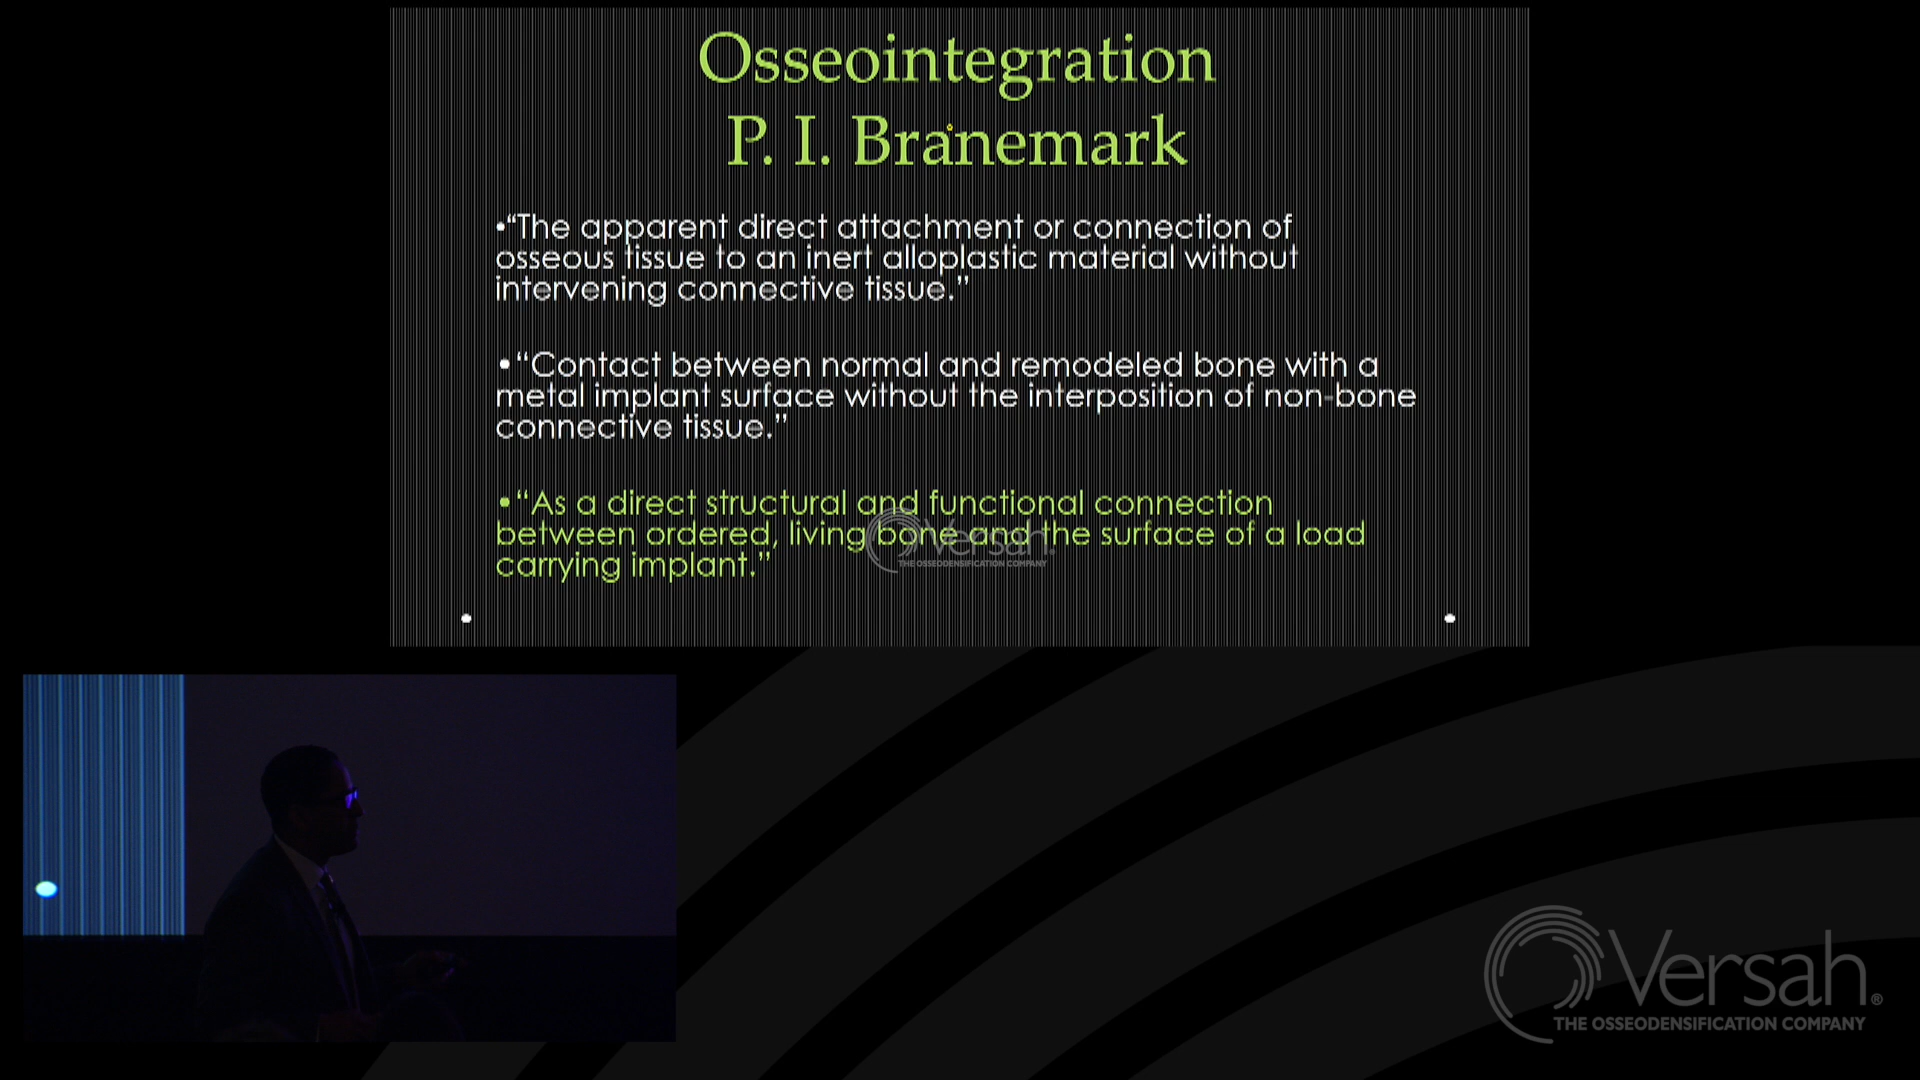 Osseointegration
P. I. Branemark
•“The apparent direct attachment or connection of
osseous tissue to an inert alloplastic material without
intervening connective tissue.”
•“Contact between normal and remodeled bone with a
metal implant surface without the interposition of non-bone
connective tissue.”
•“As a direct structural and functional connection
between ordered, living bone and the surface of a load
carrying implant.”
Versah.
THE OSSEODENSIFICATION COMPANY
Versah®
THE OSSEODENSIFICATION COMPANY